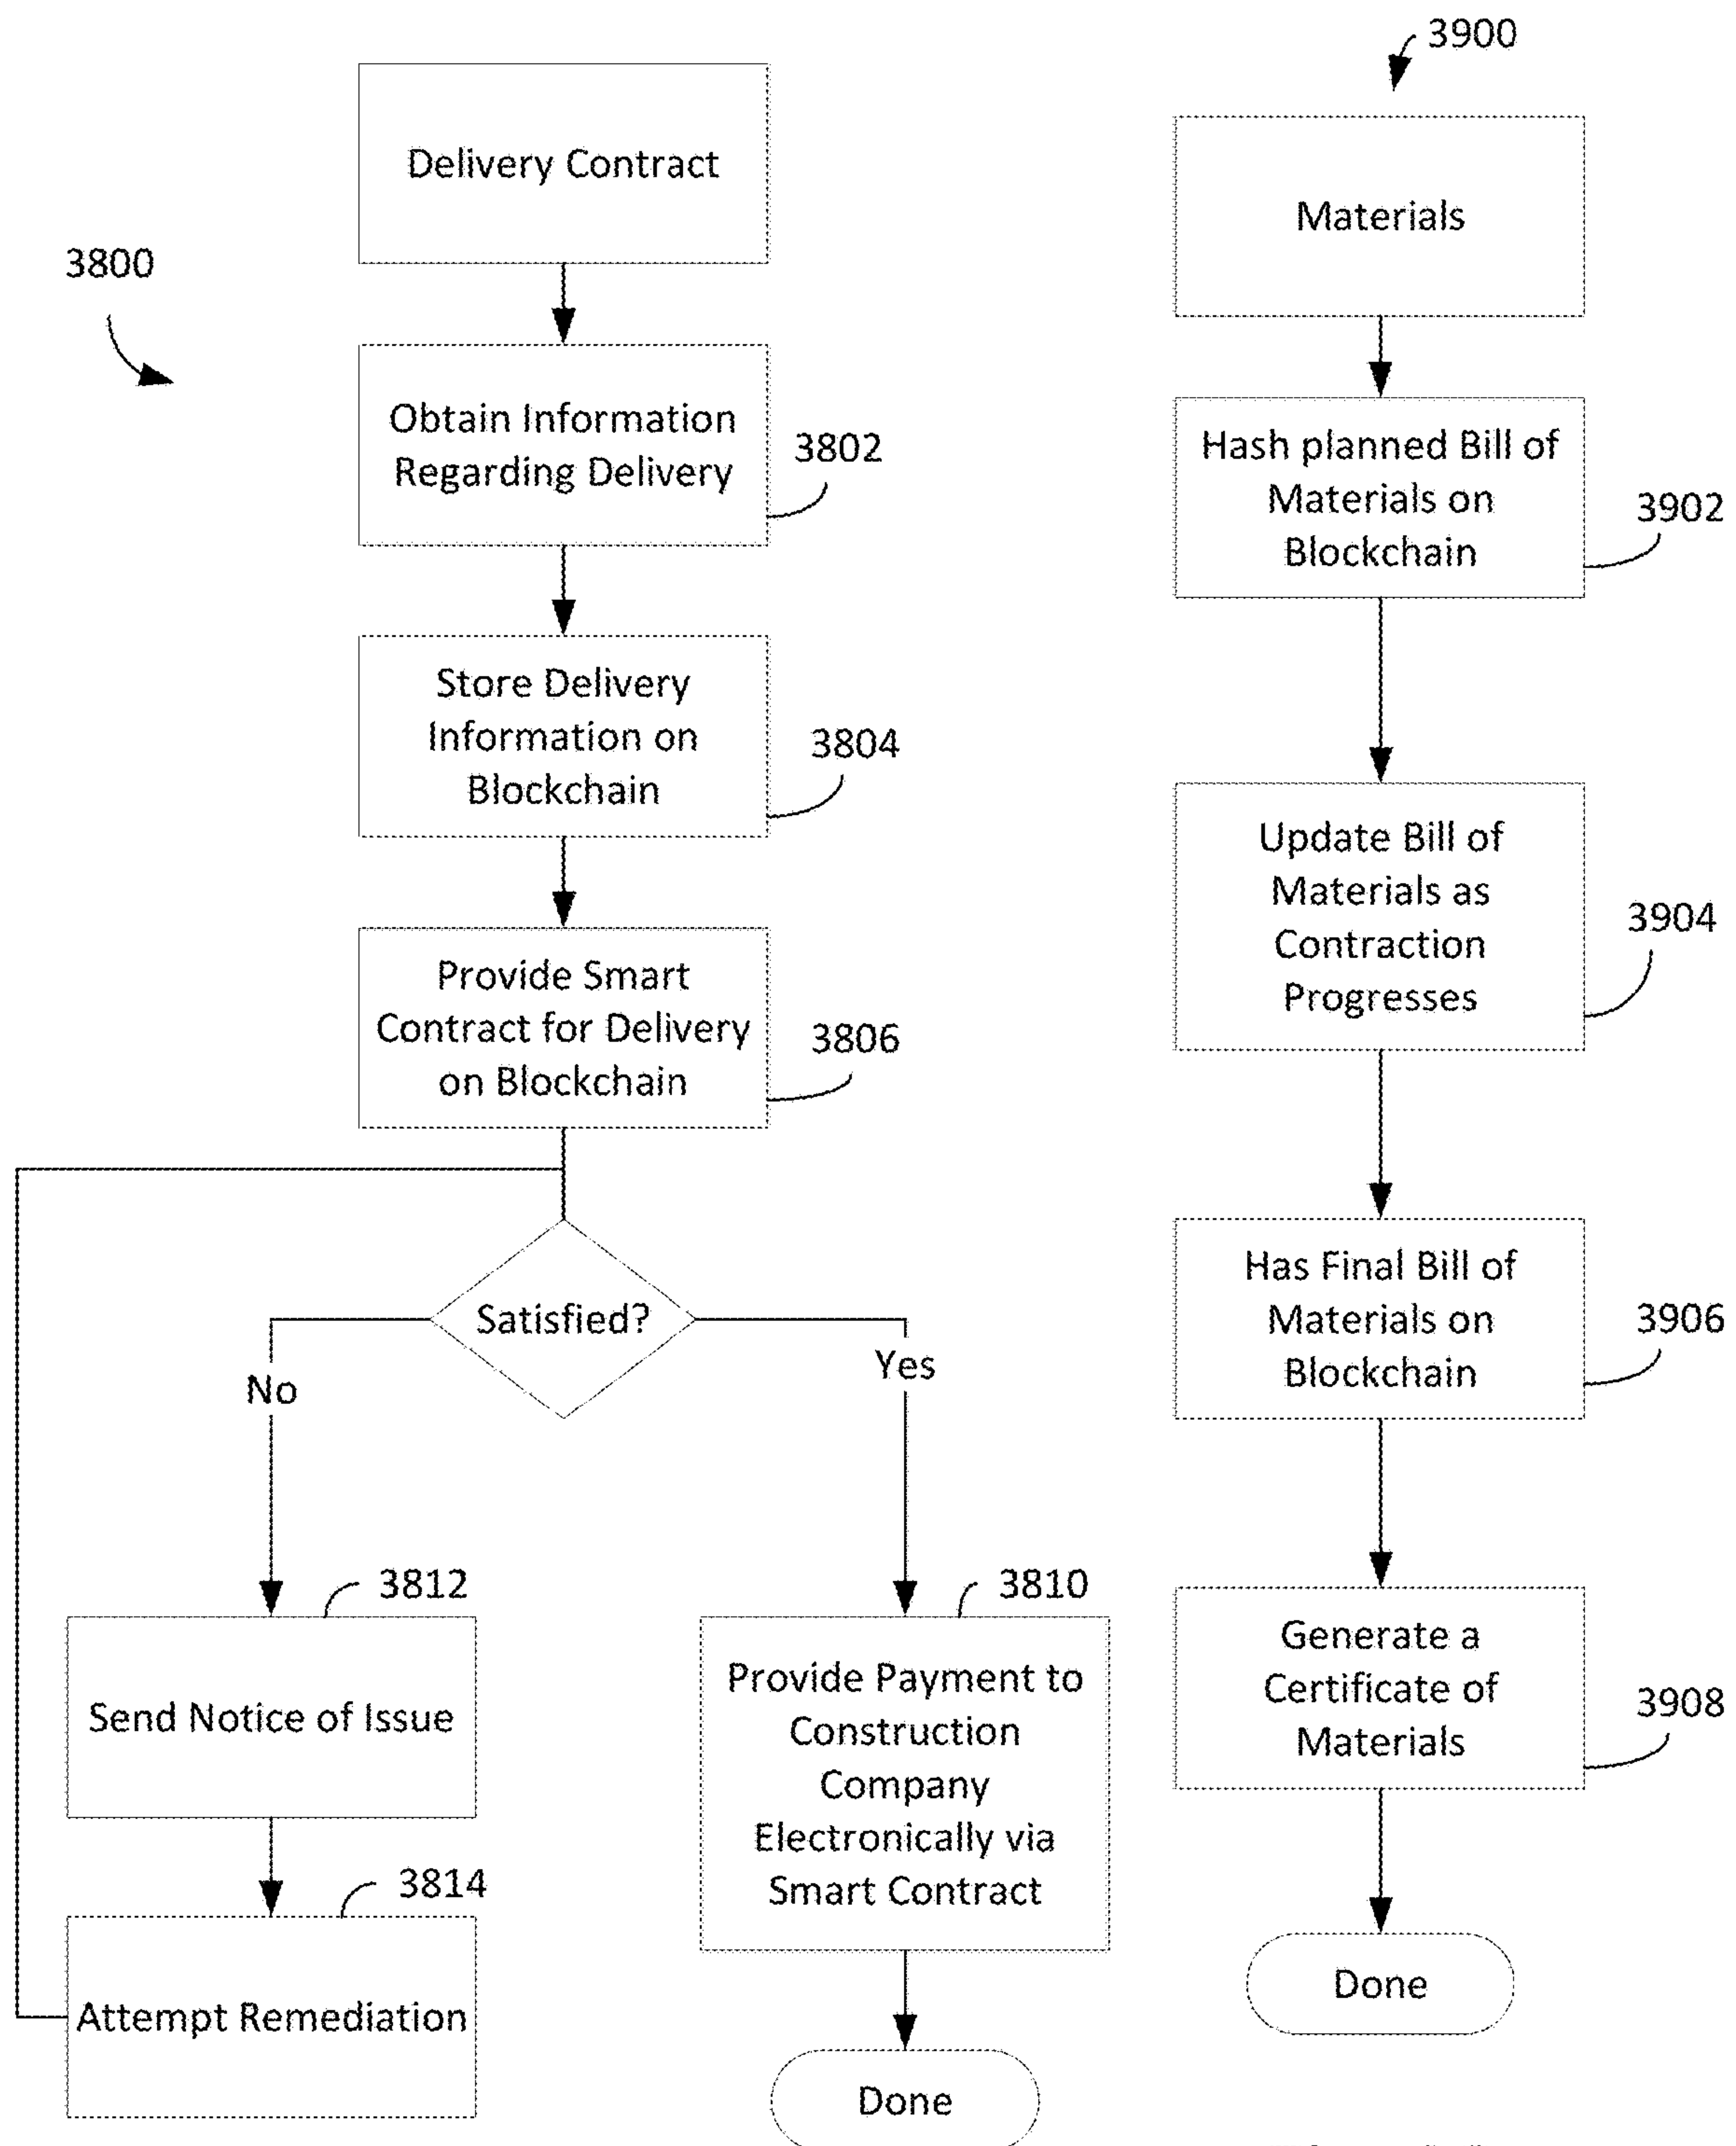 3800
Delivery Contract
Obtain Information
Regarding Delivery
3802
Store Delivery
Information on
Blockchain
3804
Provide Smart
Contract for Delivery
on Blockchain
3806
Satisfied?
No
Yes
3812
Send Notice of Issue
3814
Attempt Remediation
3810
Provide Payment to
Construction
Company
Electronically via
Smart Contract
Done
3900
Materials
Hash planned Bill of
Materials on
Blockchain
3902
Update Bill of
Materials as
Contraction
Progresses
3904
Has Final Bill of
Materials on
Blockchain
3906
Generate a
Certificate of
Materials
3908
Done